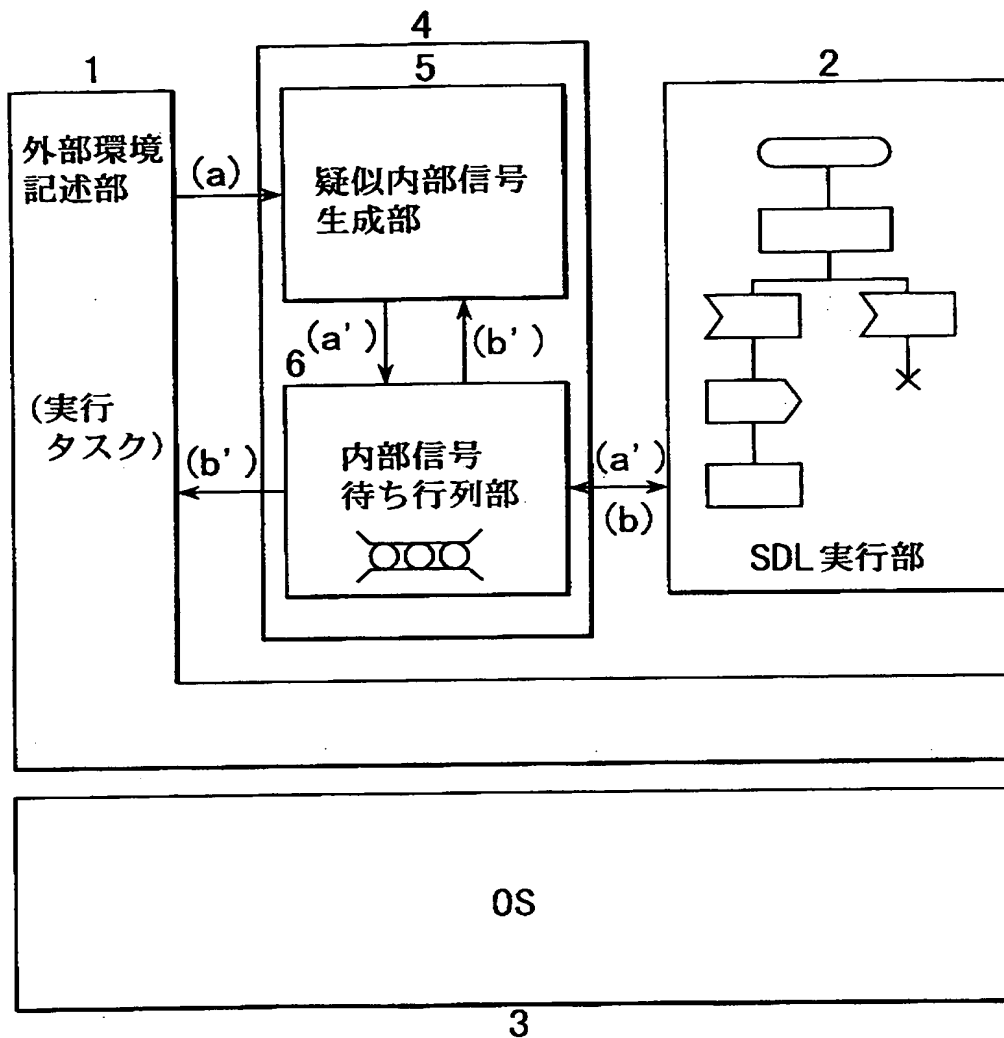 4
1
5
2
外部環境
記述部
(a)
疑似内部信号
生成部
(a')
(b')
6
(実行
タスク)
(b')
内部信号
待ち行列部
(a')
(b)
SDL実行部
OS
3